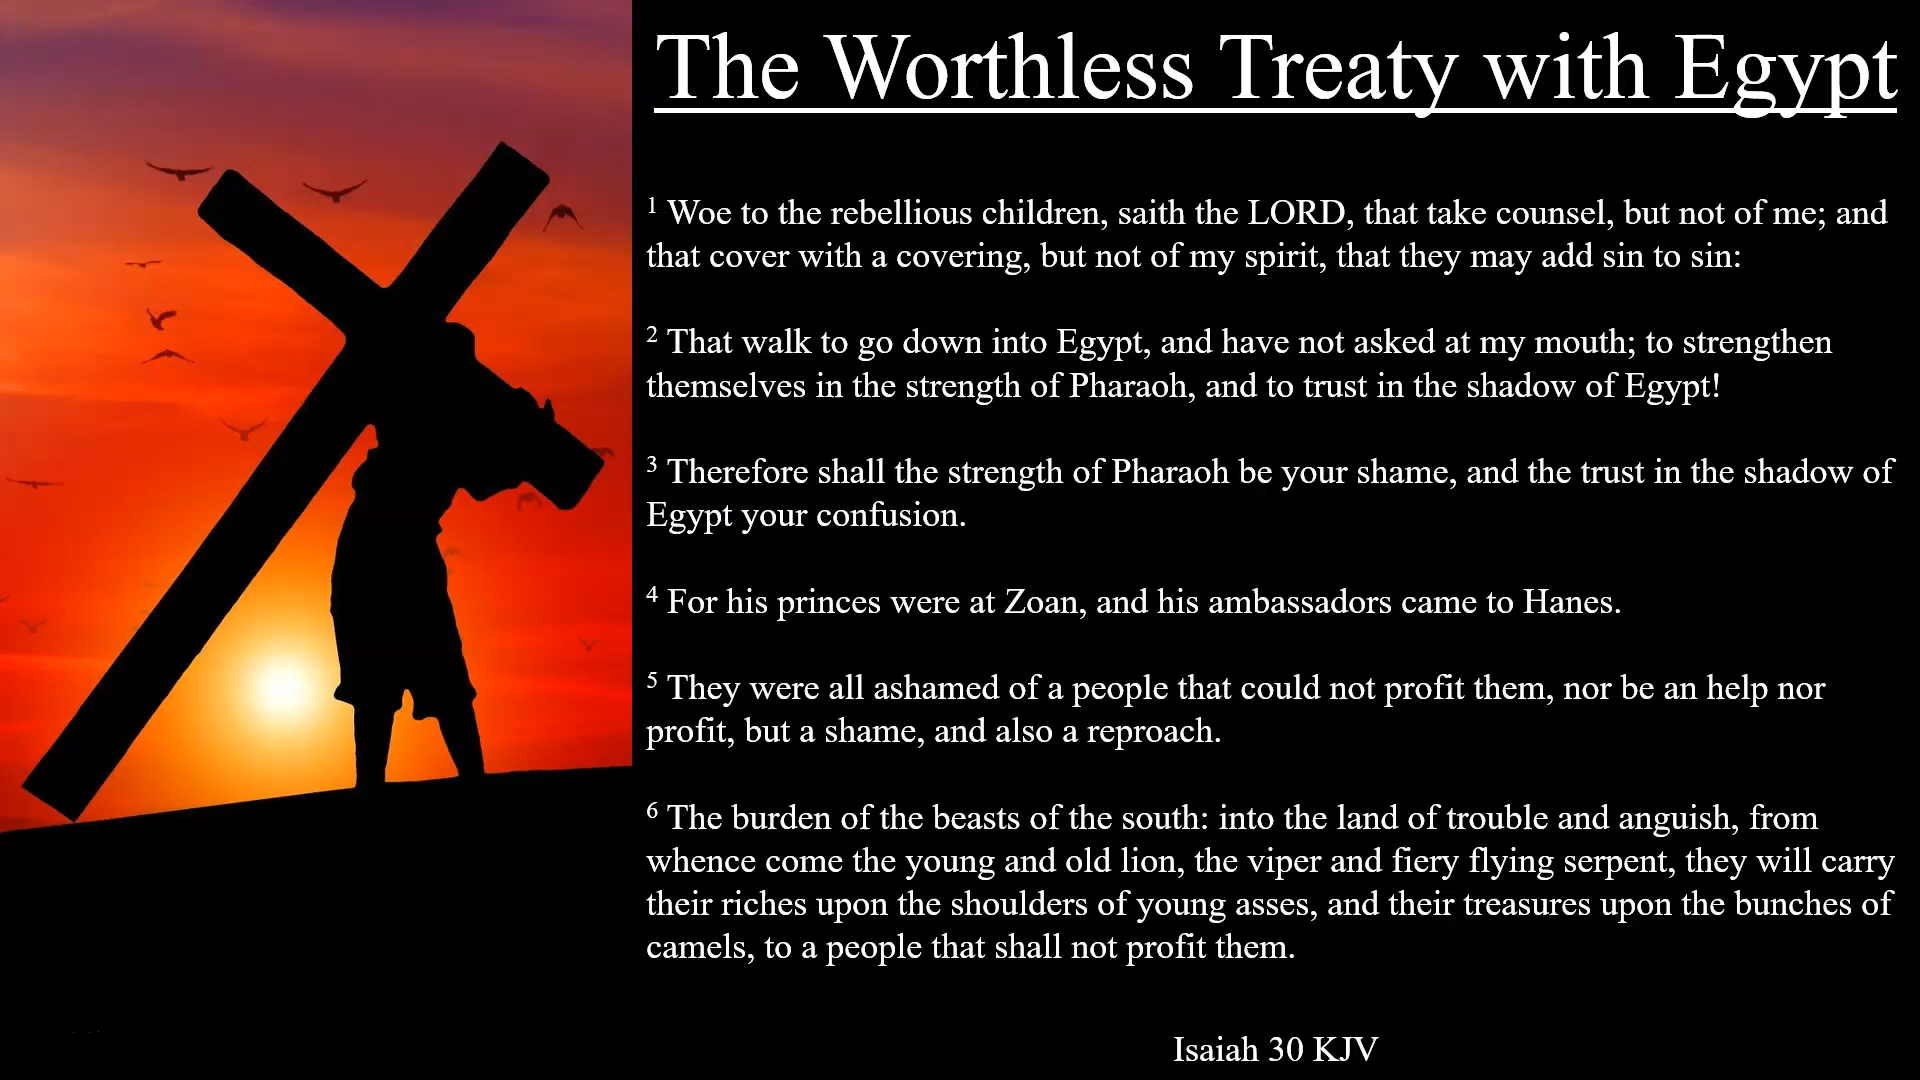 The Worthless Treaty with Egypt
1 Woe to the rebellious children, saith the LORD, that take counsel, but not of me; and
that cover with a covering, but not of my spirit, that they may add sin to sin:
2 That walk to go down into Egypt, and have not asked at my mouth; to strengthen
themselves in the strength of Pharaoh, and to trust in the shadow of Egypt!
3 Therefore shall the strength of Pharaoh be your shame, and the trust in the shadow of
Egypt your confusion.
4 For his princes were at Zoan, and his ambassadors came to Hanes.
5 They were all ashamed of a people that could not profit them, nor be an help nor
profit, but a shame, and also a reproach.
6 The burden of the beasts of the south: into the land of trouble and anguish, from
whence come the young and old lion, the viper and fiery flying serpent, they will carry
their riches upon the shoulders of young asses, and their treasures upon the bunches of
camels, to a people that shall not profit them.
Isaiah 30 KJV